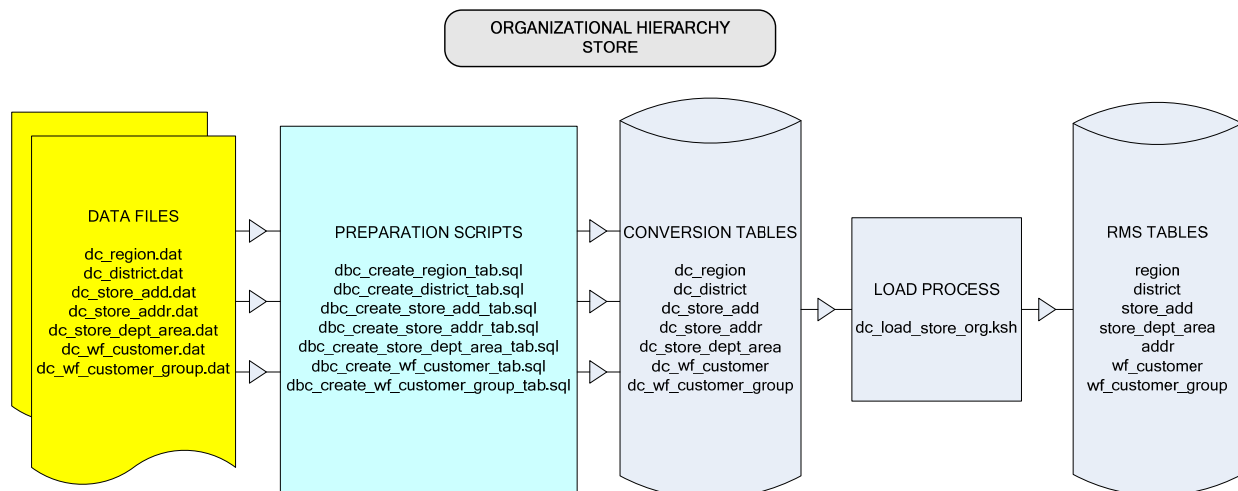 ORGANIZATIONAL HIERARCHY
STORE
DATA FILES
dc_region.dat
dc_district.dat
dc_store_add.dat
dc_store_addr.dat
dc_store_dept_area.dat
dc_wf_customer.dat
dc_wf_customer_group.dat
PREPARATION SCRIPTS
dbc_create_region_tab.sql
dbc_create_district_tab.sql
dbc_create_store_add_tab.sql
dbc_create_store_addr_tab.sql
dbc_create_store_dept_area_tab.sql
dbc_create_wf_customer_tab.sql
dbc_create_wf_customer_group_tab.sql
CONVERSION TABLES
dc_region
dc_district
dc_store_add
dc_store_addr
dc_store_dept_area
dc_wf_customer
dc_wf_customer_group
LOAD PROCESS
dc_load_store_org.ksh
RMS TABLES
region
district
store_add
store_dept_area
addr
wf_customer
wf_customer_group